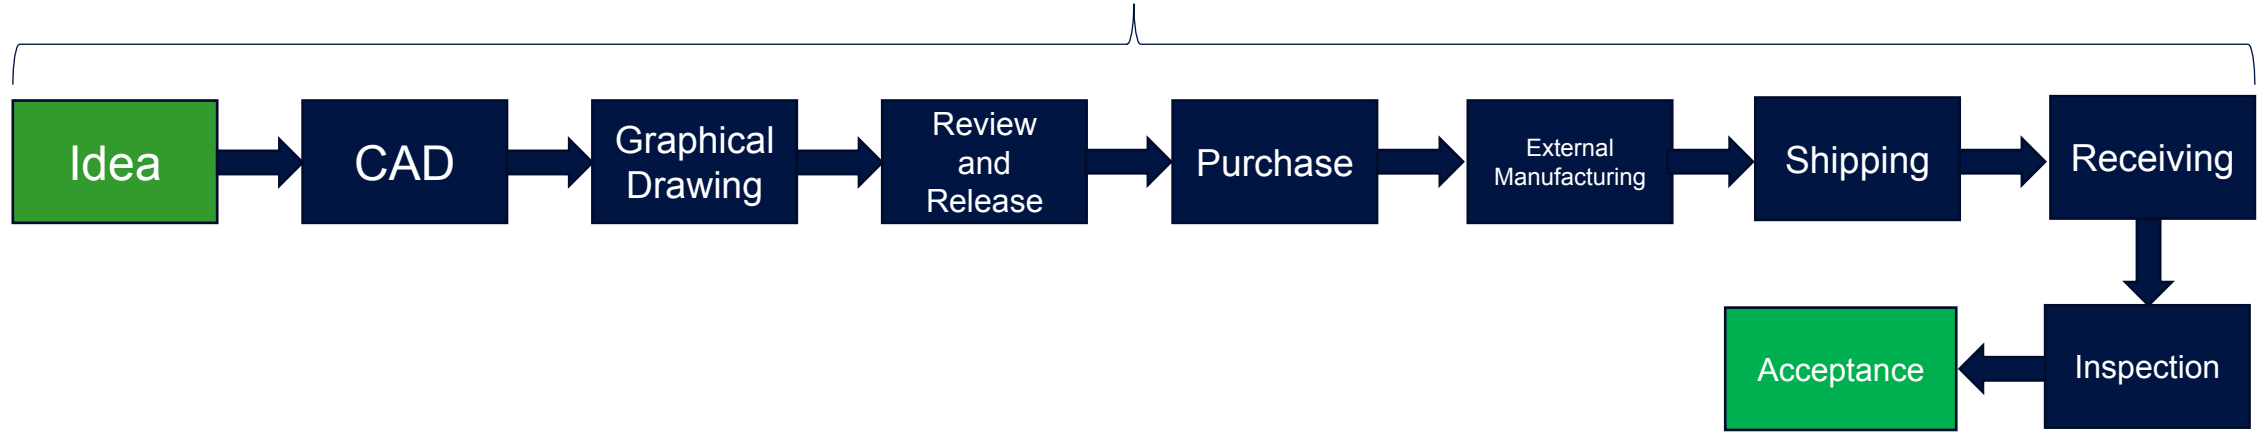 Idea
CAD
Graphical
Drawing
Review
and
Release
Purchase
External
Manufacturing
Shipping
Receiving
Acceptance
Inspection